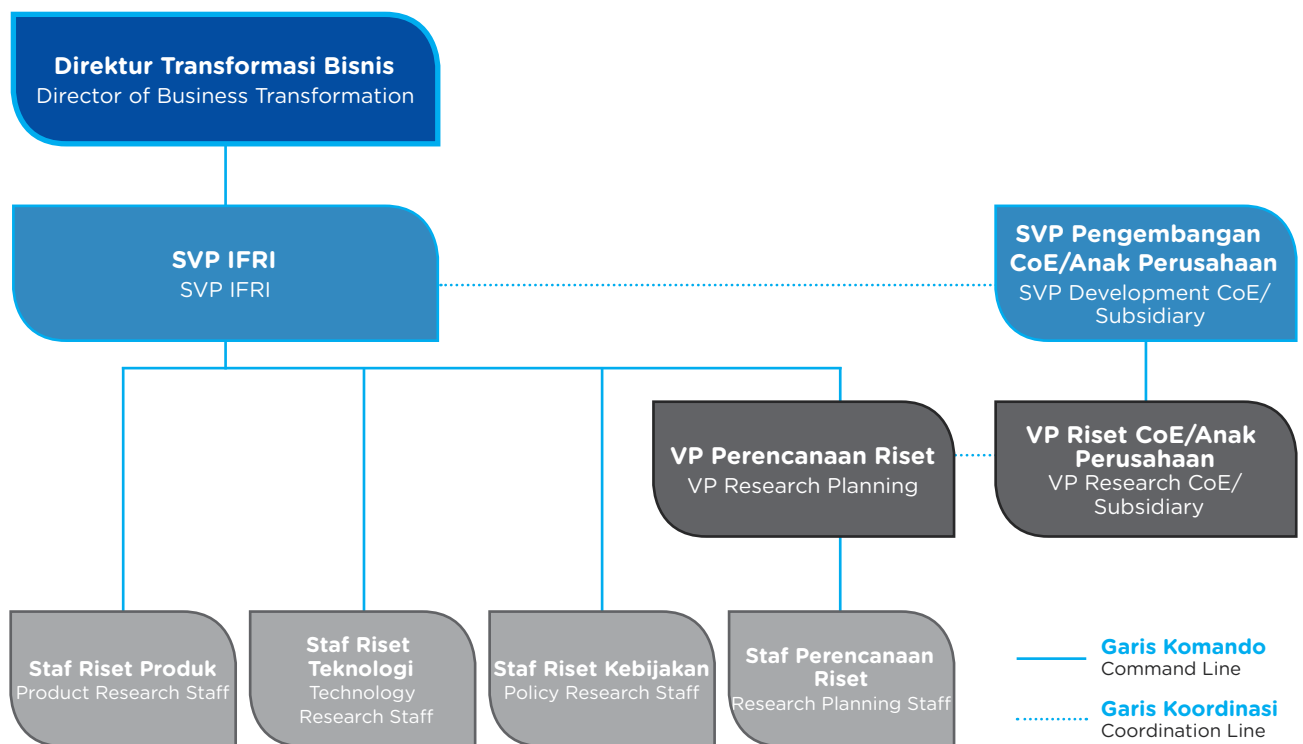 Direktur Transformasi Bisnis
Director of Business Transformation
SVP IFRI
SVP IFRI
SVP Pengembangan
CoE/Anak Perusahaan
SVP Development CoE/
Subsidiary
VP Perencanaan Riset
VP Research Planning
VP Riset CoE/Anak
Perusahaan
VP Research CoE/
Subsidiary
Staf Riset Produk
Product Research Staff
Staf Riset
Teknologi
Technology
Research Staff
Staf Riset Kebijakan
Policy Research Staff
Staf Perencanaan
Riset
Research Planning Staff
Garis Komando
Command Line
Garis Koordinasi
Coordination Line